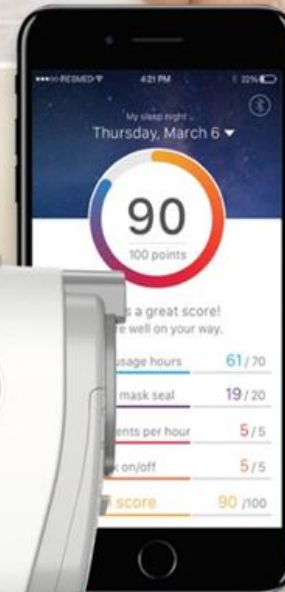 RESMED 4:21 PM 22%
My sleep night
Thursday, March 6
90
100 points
s a great score!
re well on your way.
usage hours 61 / 70
mask seal 19 / 20
ents per hour 5 / 5
k on/off 5 / 5
score 90 /100